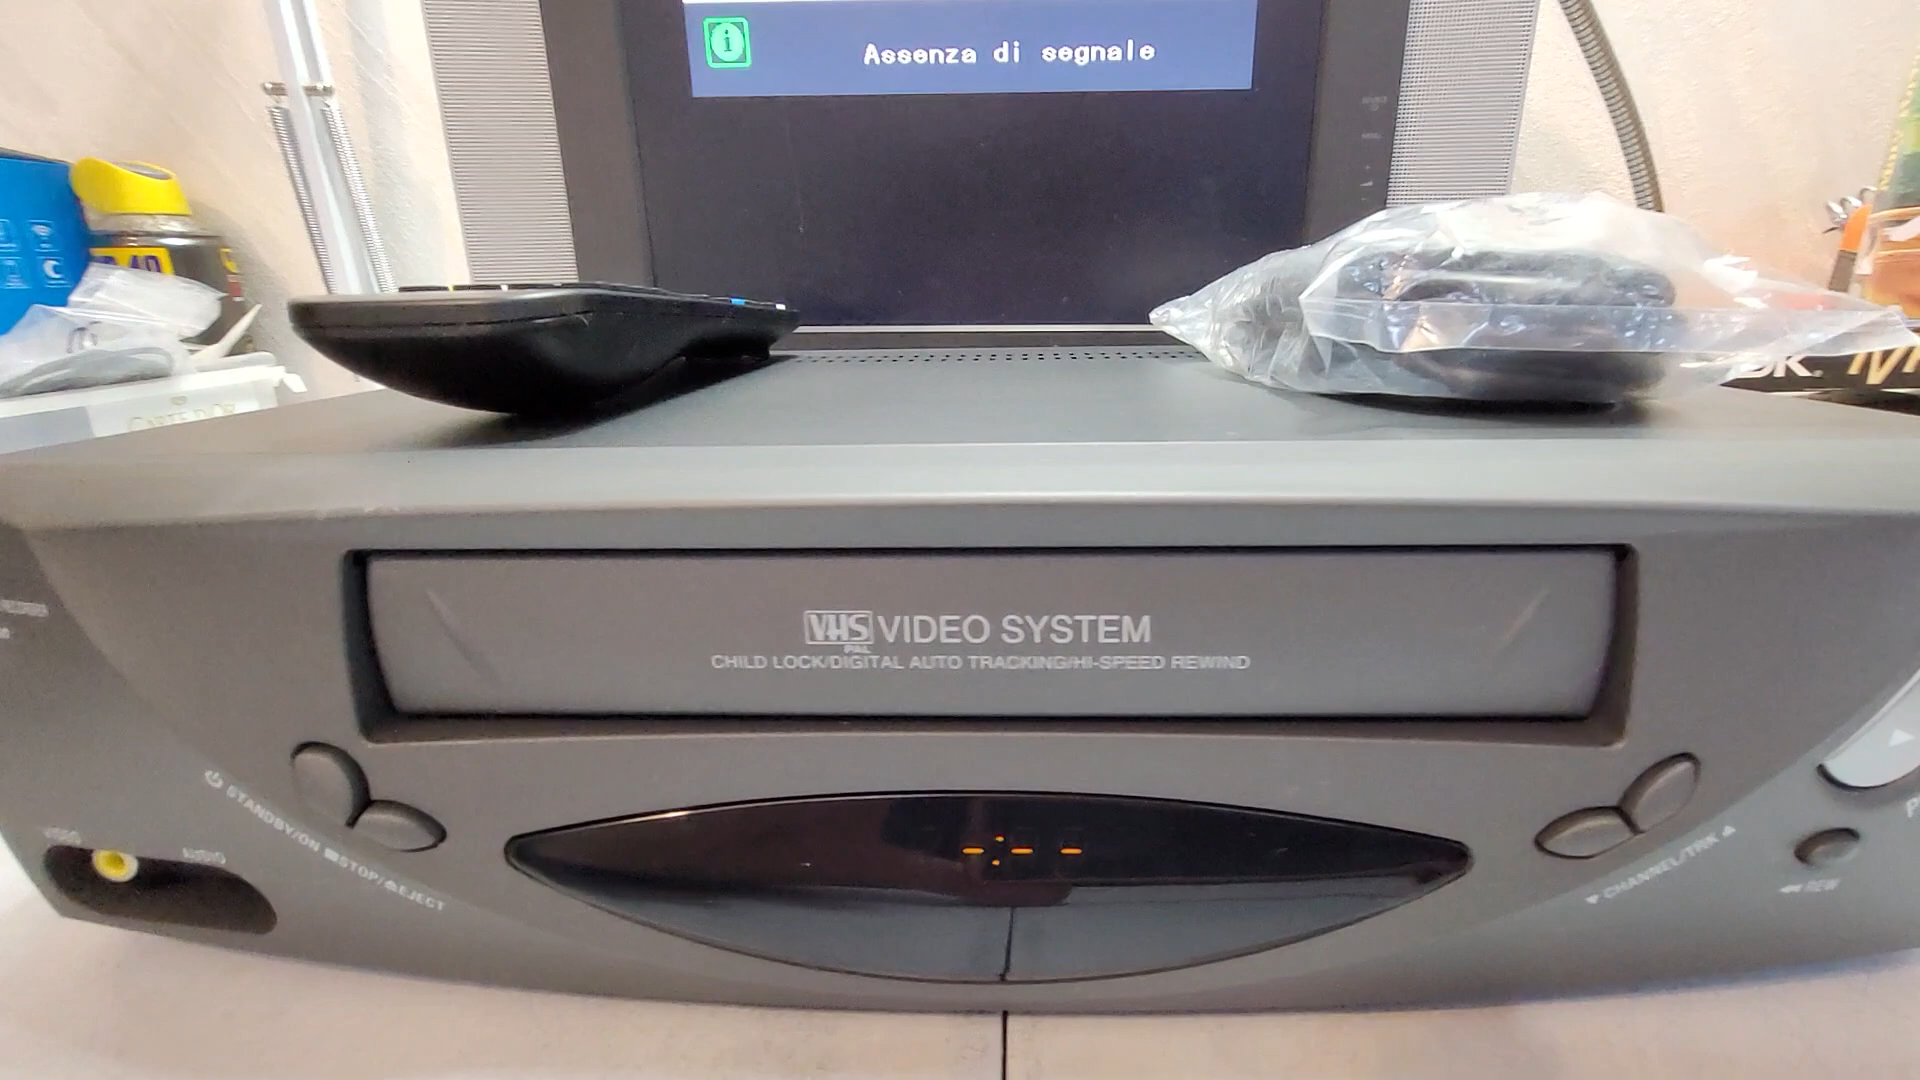 Assenza di segnale
40
VHS VIDEO SYSTEM
PAL
CHILD LOCK/DIGITAL AUTO TRACKING/HI-SPEED REWIND
STANDBY/ON ■STOP/⏏EJECT
▼ CHANNEL/TRK ▲
AUDIO
◀◀ REW